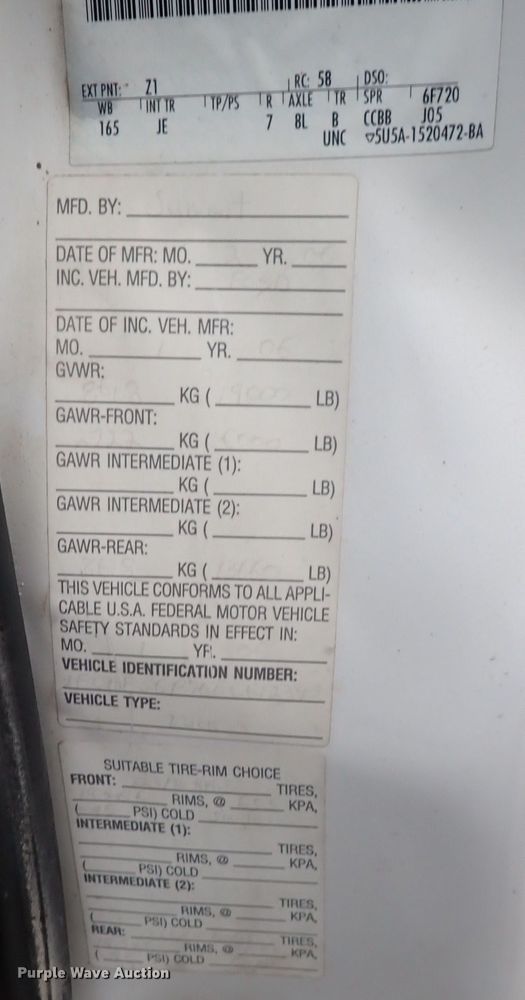 EXT PNT: Z1 RC: 58 DSO:
WB INT TR TP/PS R AXLE TR SPR 6F720
165 JE 7 8L B CCBB J05
UNC ▽5U5A-1520472-BA
MFD. BY:
DATE OF MFR: MO. YR.
INC. VEH. MFD. BY:
DATE OF INC. VEH. MFR:
MO. YR. 06
GVWR:
KG ( 19000 LB)
GAWR-FRONT:
KG ( LB)
GAWR INTERMEDIATE (1):
KG ( LB)
GAWR INTERMEDIATE (2):
KG ( LB)
GAWR-REAR:
KG ( LB)
THIS VEHICLE CONFORMS TO ALL APPLI-
CABLE U.S.A. FEDERAL MOTOR VEHICLE
SAFETY STANDARDS IN EFFECT IN:
MO. YR.
VEHICLE IDENTIFICATION NUMBER:
VEHICLE TYPE:
SUITABLE TIRE-RIM CHOICE
FRONT: TIRES,
RIMS, @ KPA,
( PSI) COLD
INTERMEDIATE (1):
TIRES,
RIMS, @ KPA,
( PSI) COLD
INTERMEDIATE (2):
TIRES,
RIMS, @ KPA,
( PSI) COLD
REAR: TIRES,
RIMS, @ KPA,
( PSI) COLD
Purple Wave Auction